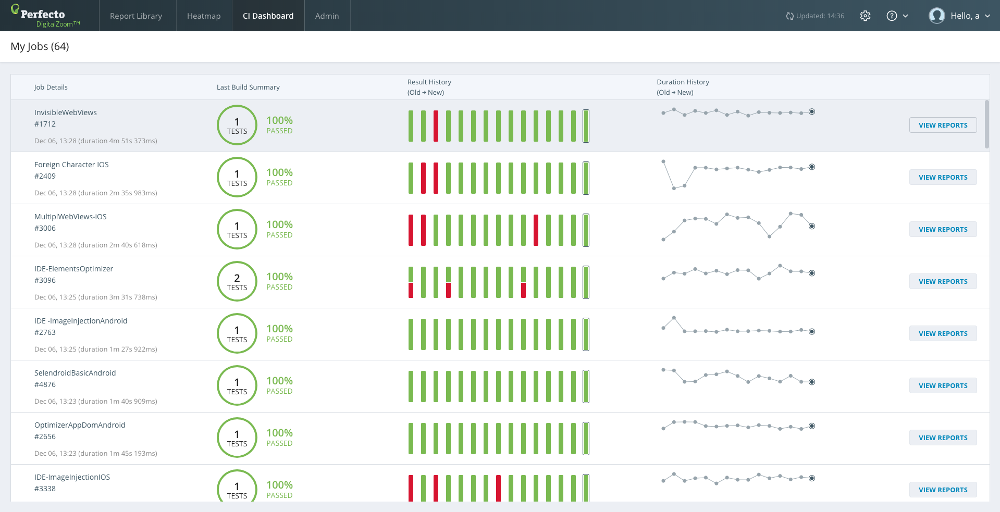 Perfecto
DigitalZoom™
Report Library
Heatmap
CI Dashboard
Admin
Updated: 14:36
?
Hello, a
My Jobs (64)
Job Details
Last Build Summary
Result History
(Old → New)
Duration History
(Old → New)
InvisibleWebViews
#1712
Dec 06, 13:28 (duration 4m 51s 373ms)
1
TESTS
100%
PASSED
VIEW REPORTS
Foreign Character IOS
#2409
Dec 06, 13:28 (duration 2m 35s 983ms)
1
TESTS
100%
PASSED
VIEW REPORTS
MultiplWebViews-iOS
#3006
Dec 06, 13:28 (duration 2m 40s 618ms)
1
TESTS
100%
PASSED
VIEW REPORTS
IDE-ElementsOptimizer
#3096
Dec 06, 13:25 (duration 3m 31s 738ms)
2
TESTS
100%
PASSED
VIEW REPORTS
IDE -ImageInjectionAndroid
#2763
Dec 06, 13:25 (duration 1m 27s 922ms)
1
TESTS
100%
PASSED
VIEW REPORTS
SelendroidBasicAndroid
#4876
Dec 06, 13:23 (duration 1m 40s 909ms)
1
TESTS
100%
PASSED
VIEW REPORTS
OptimizerAppDomAndroid
#2656
Dec 06, 13:23 (duration 1m 45s 193ms)
1
TESTS
100%
PASSED
VIEW REPORTS
IDE-ImageInjectionIOS
#3338
1
TESTS
100%
PASSED
VIEW REPORTS